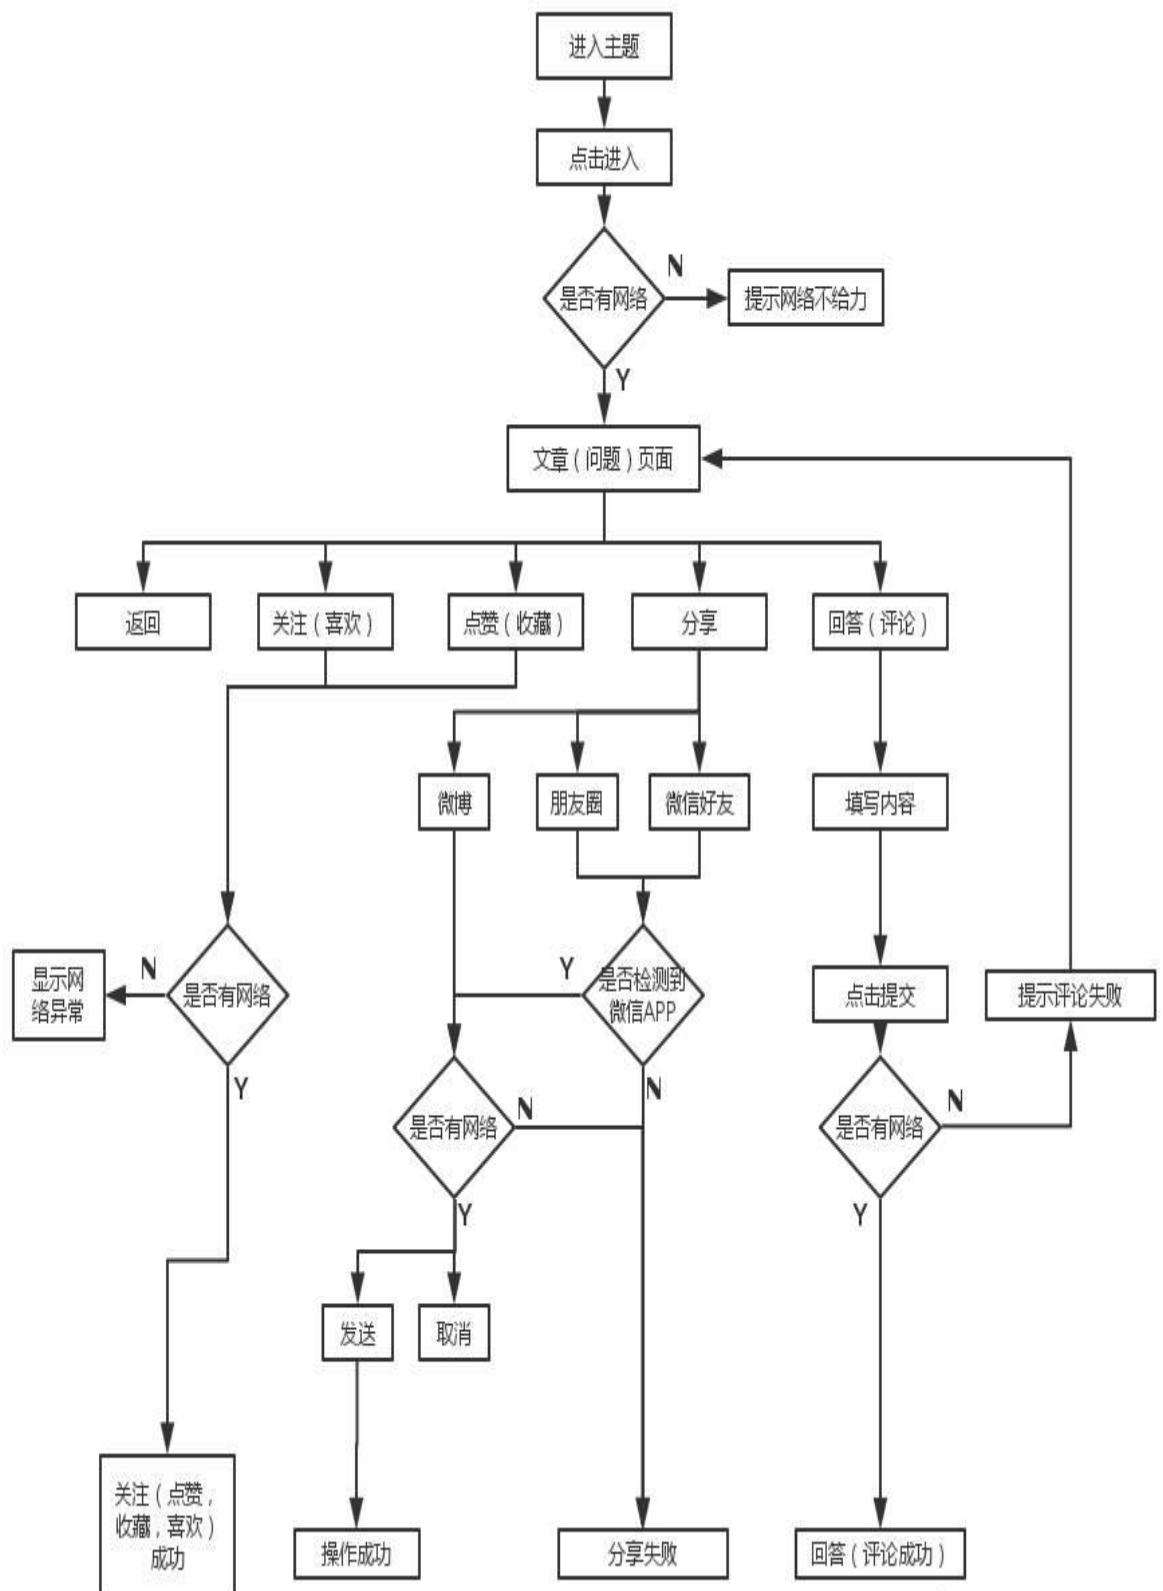 进入主题
点击进入
是否有网络
N
提示网络不给力
Y
文章（问题）页面
返回
关注（喜欢）
点赞（收藏）
分享
回答（评论）
微博
朋友圈
微信好友
填写内容
显示网
络异常
N
是否有网络
Y
Y
是否检测到
微信APP
N
点击提交
提示评论失败
是否有网络
N
Y
是否有网络
N
Y
发送
取消
关注（点赞，
收藏，喜欢）
成功
操作成功
分享失败
回答（评论成功）